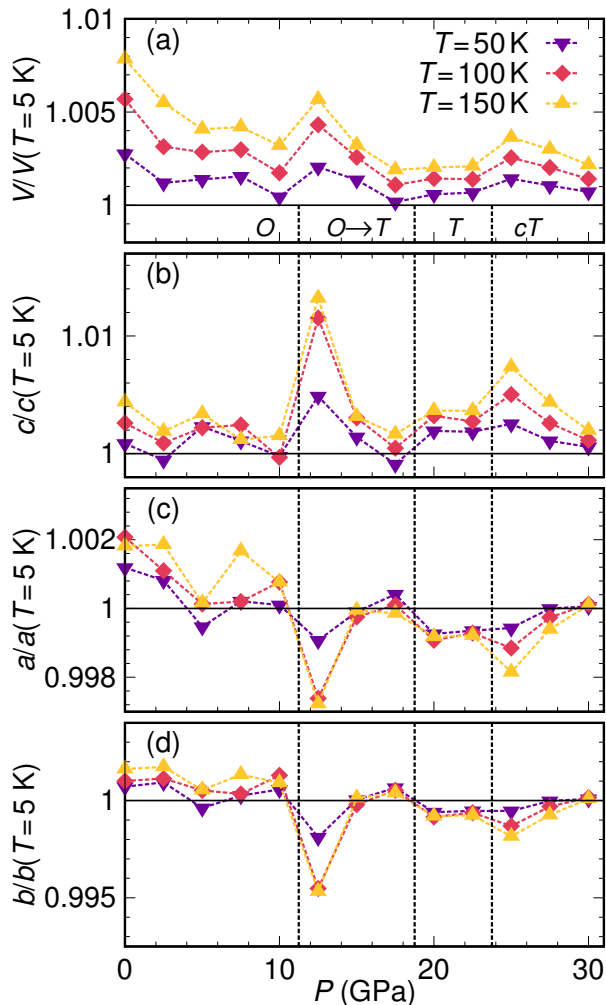 1.01
(a)
T=50 K
T=100 K
T=150 K
1.005
1
V/V(T=5 K)
O
O→T
T
cT
(b)
1.01
1
c/c(T=5 K)
(c)
1.002
1
0.998
a/a(T=5 K)
(d)
1
0.995
b/b(T=5 K)
0
10
20
30
P (GPa)